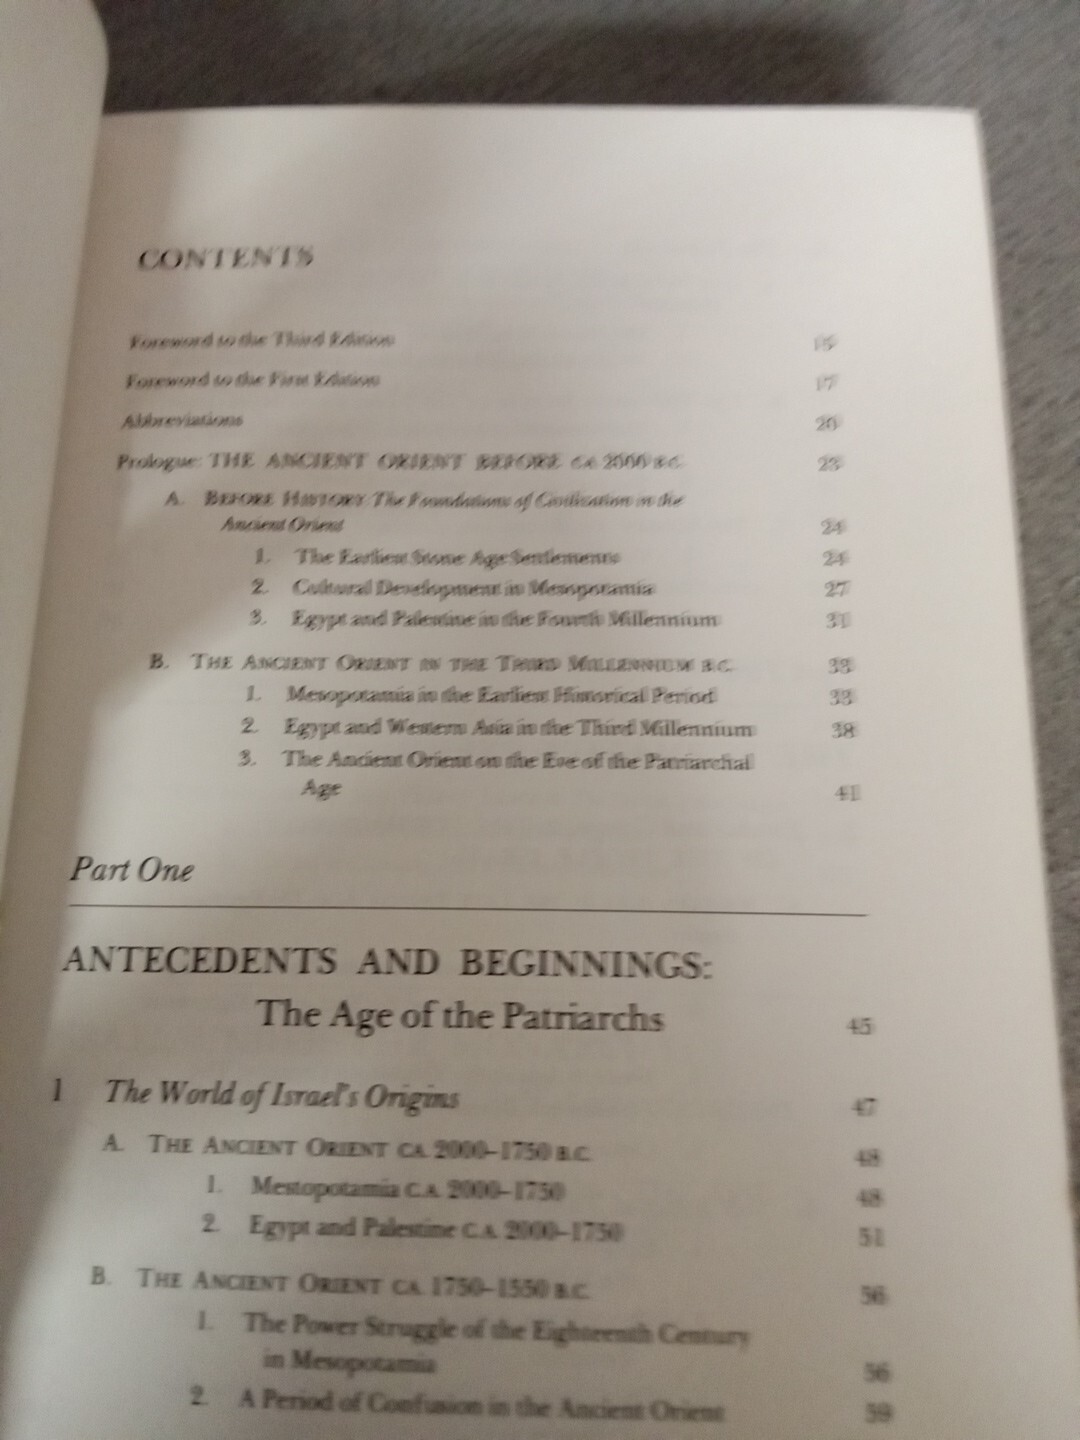 CONTENTS
Foreword to the Third Edition 15
Foreword to the First Edition 17
Abbreviations 20
Prologue: THE ANCIENT ORIENT BEFORE CA. 2000 B.C. 23
A. BEFORE HISTORY: The Foundations of Civilization in the
Ancient Orient 24
1. The Earliest Stone Age Settlements 24
2. Cultural Development in Mesopotamia 27
3. Egypt and Palestine in the Fourth Millennium 31
B. THE ANCIENT ORIENT IN THE THIRD MILLENNIUM B.C. 33
1. Mesopotamia in the Earliest Historical Period 33
2. Egypt and Western Asia in the Third Millennium 38
3. The Ancient Orient on the Eve of the Patriarchal
Age 41
Part One
ANTECEDENTS AND BEGINNINGS:
The Age of the Patriarchs 45
1 The World of Israel's Origins 47
A. THE ANCIENT ORIENT CA. 2000–1750 B.C. 48
1. Mestopotamia C.A. 2000–1750 48
2. Egypt and Palestine C.A. 2000–1750 51
B. THE ANCIENT ORIENT CA. 1750–1550 B.C. 56
1. The Power Struggle of the Eighteenth Century
in Mesopotamia 56
2. A Period of Confusion in the Ancient Orient 59